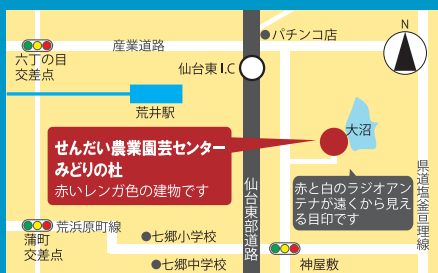 N
パチンコ店
産業道路
六丁の目
交差点
仙台東 I.C
荒井駅
大沼
せんだい農業園芸センター
みどりの杜
赤いレンガ色の建物です
赤と白のラジオアン
テナが遠くから見え
る目印です
仙台東部道路
県道塩釜亘理線
荒浜原町線
蒲町
交差点
七郷小学校
七郷中学校
神屋敷